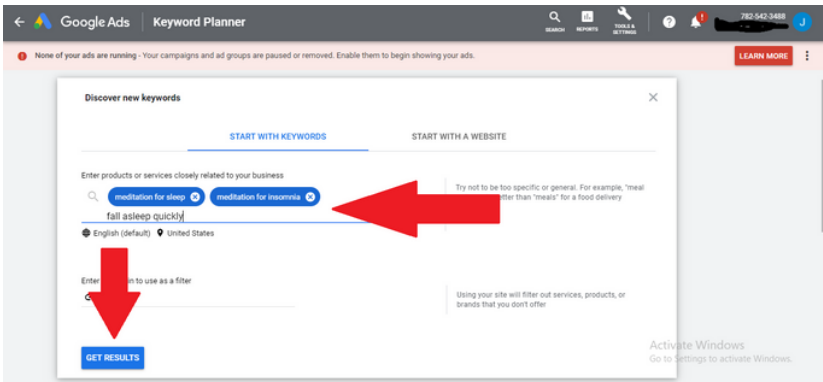 Google Ads Keyword Planner
SEARCH REPORTS TOOLS & SETTINGS
782-542-3488
J
None of your ads are running - Your campaigns and ad groups are paused or removed. Enable them to begin showing your ads.
LEARN MORE
Discover new keywords
START WITH KEYWORDS START WITH A WEBSITE
Enter products or services closely related to your business
meditation for sleep meditation for insomnia
fall asleep quickly
English (default) United States
Try not to be too specific or general. For example, "meal
than "meals" for a food delivery
Enter in to use as a filter
Using your site will filter out services, products, or
brands that you don't offer
GET RESULTS
Activate Windows
Go to Settings to activate Windows.